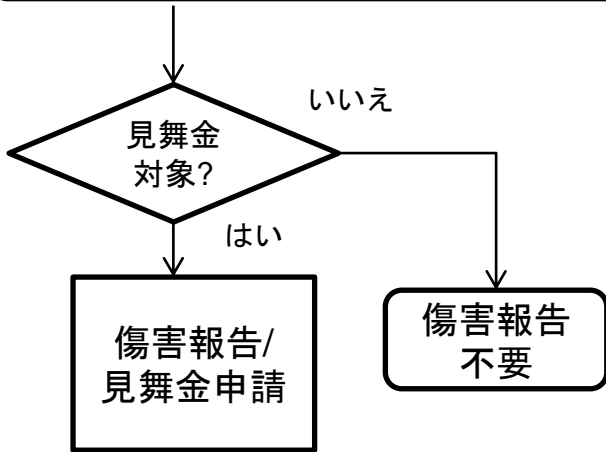 いいえ
見舞金
対象?
はい
傷害報告/
見舞金申請
傷害報告
不要